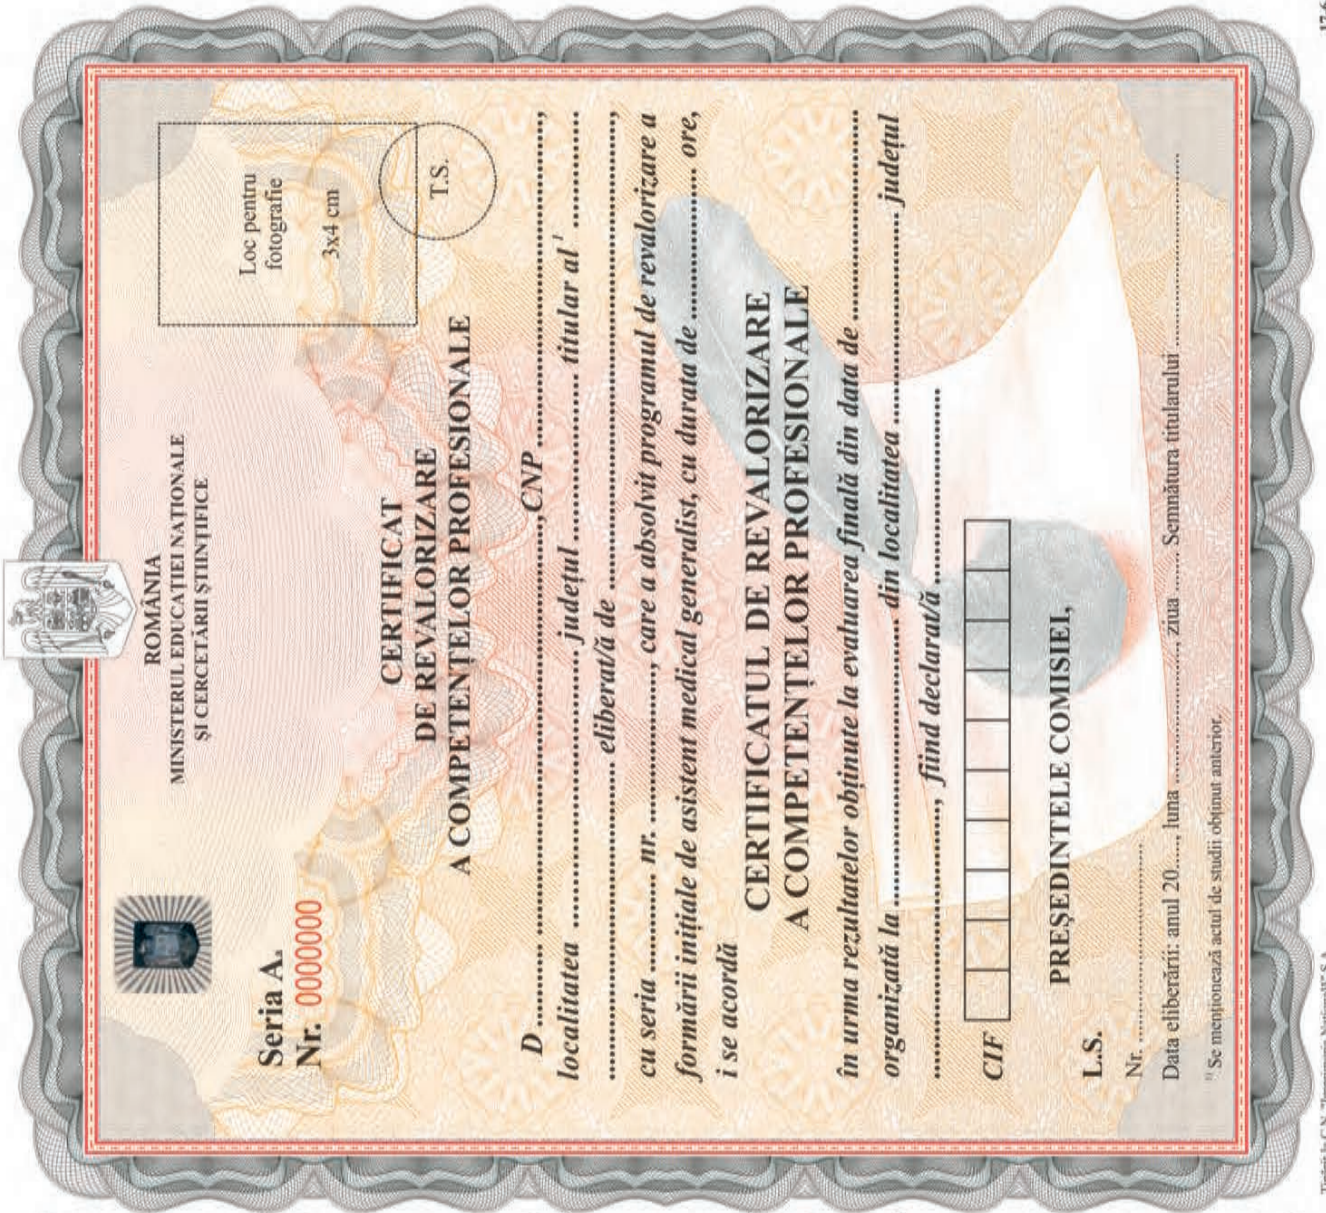 ROMÂNIA
MINISTERUL EDUCAȚIEI NAȚIONALE
ȘI CERCETĂRII ȘTIINȚIFICE
Loc pentru
fotografie
3x4 cm
T.S.
Seria A.
Nr. 0000000
CERTIFICAT
DE REVALORIZARE
A COMPETENȚELOR PROFESIONALE
D ............................................................, CNP ............................................................,
localitatea ........................................ județul .............................. titular al ¹ ....................
.............................. eliberat/ă de ............................................................................,
cu seria .......... nr. ...................., care a absolvit programul de revalorizare a
formării inițiale de asistent medical generalist, cu durata de .................... ore,
i se acordă
CERTIFICATUL DE REVALORIZARE
A COMPETENȚELOR PROFESIONALE
în urma rezultatelor obținute la evaluarea finală din data de ..............................
organizată la .................................................. din localitatea .............................. județul
........................................, fiind declarat/ă ........................................
CIF
PREȘEDINTELE COMISIEI,
L.S.
Nr. ..............................
Data eliberării: anul 20....., luna ...................., ziua ....... Semnătura titularului ..............................
¹⁾ Se menționează actul de studii obținut anterior.